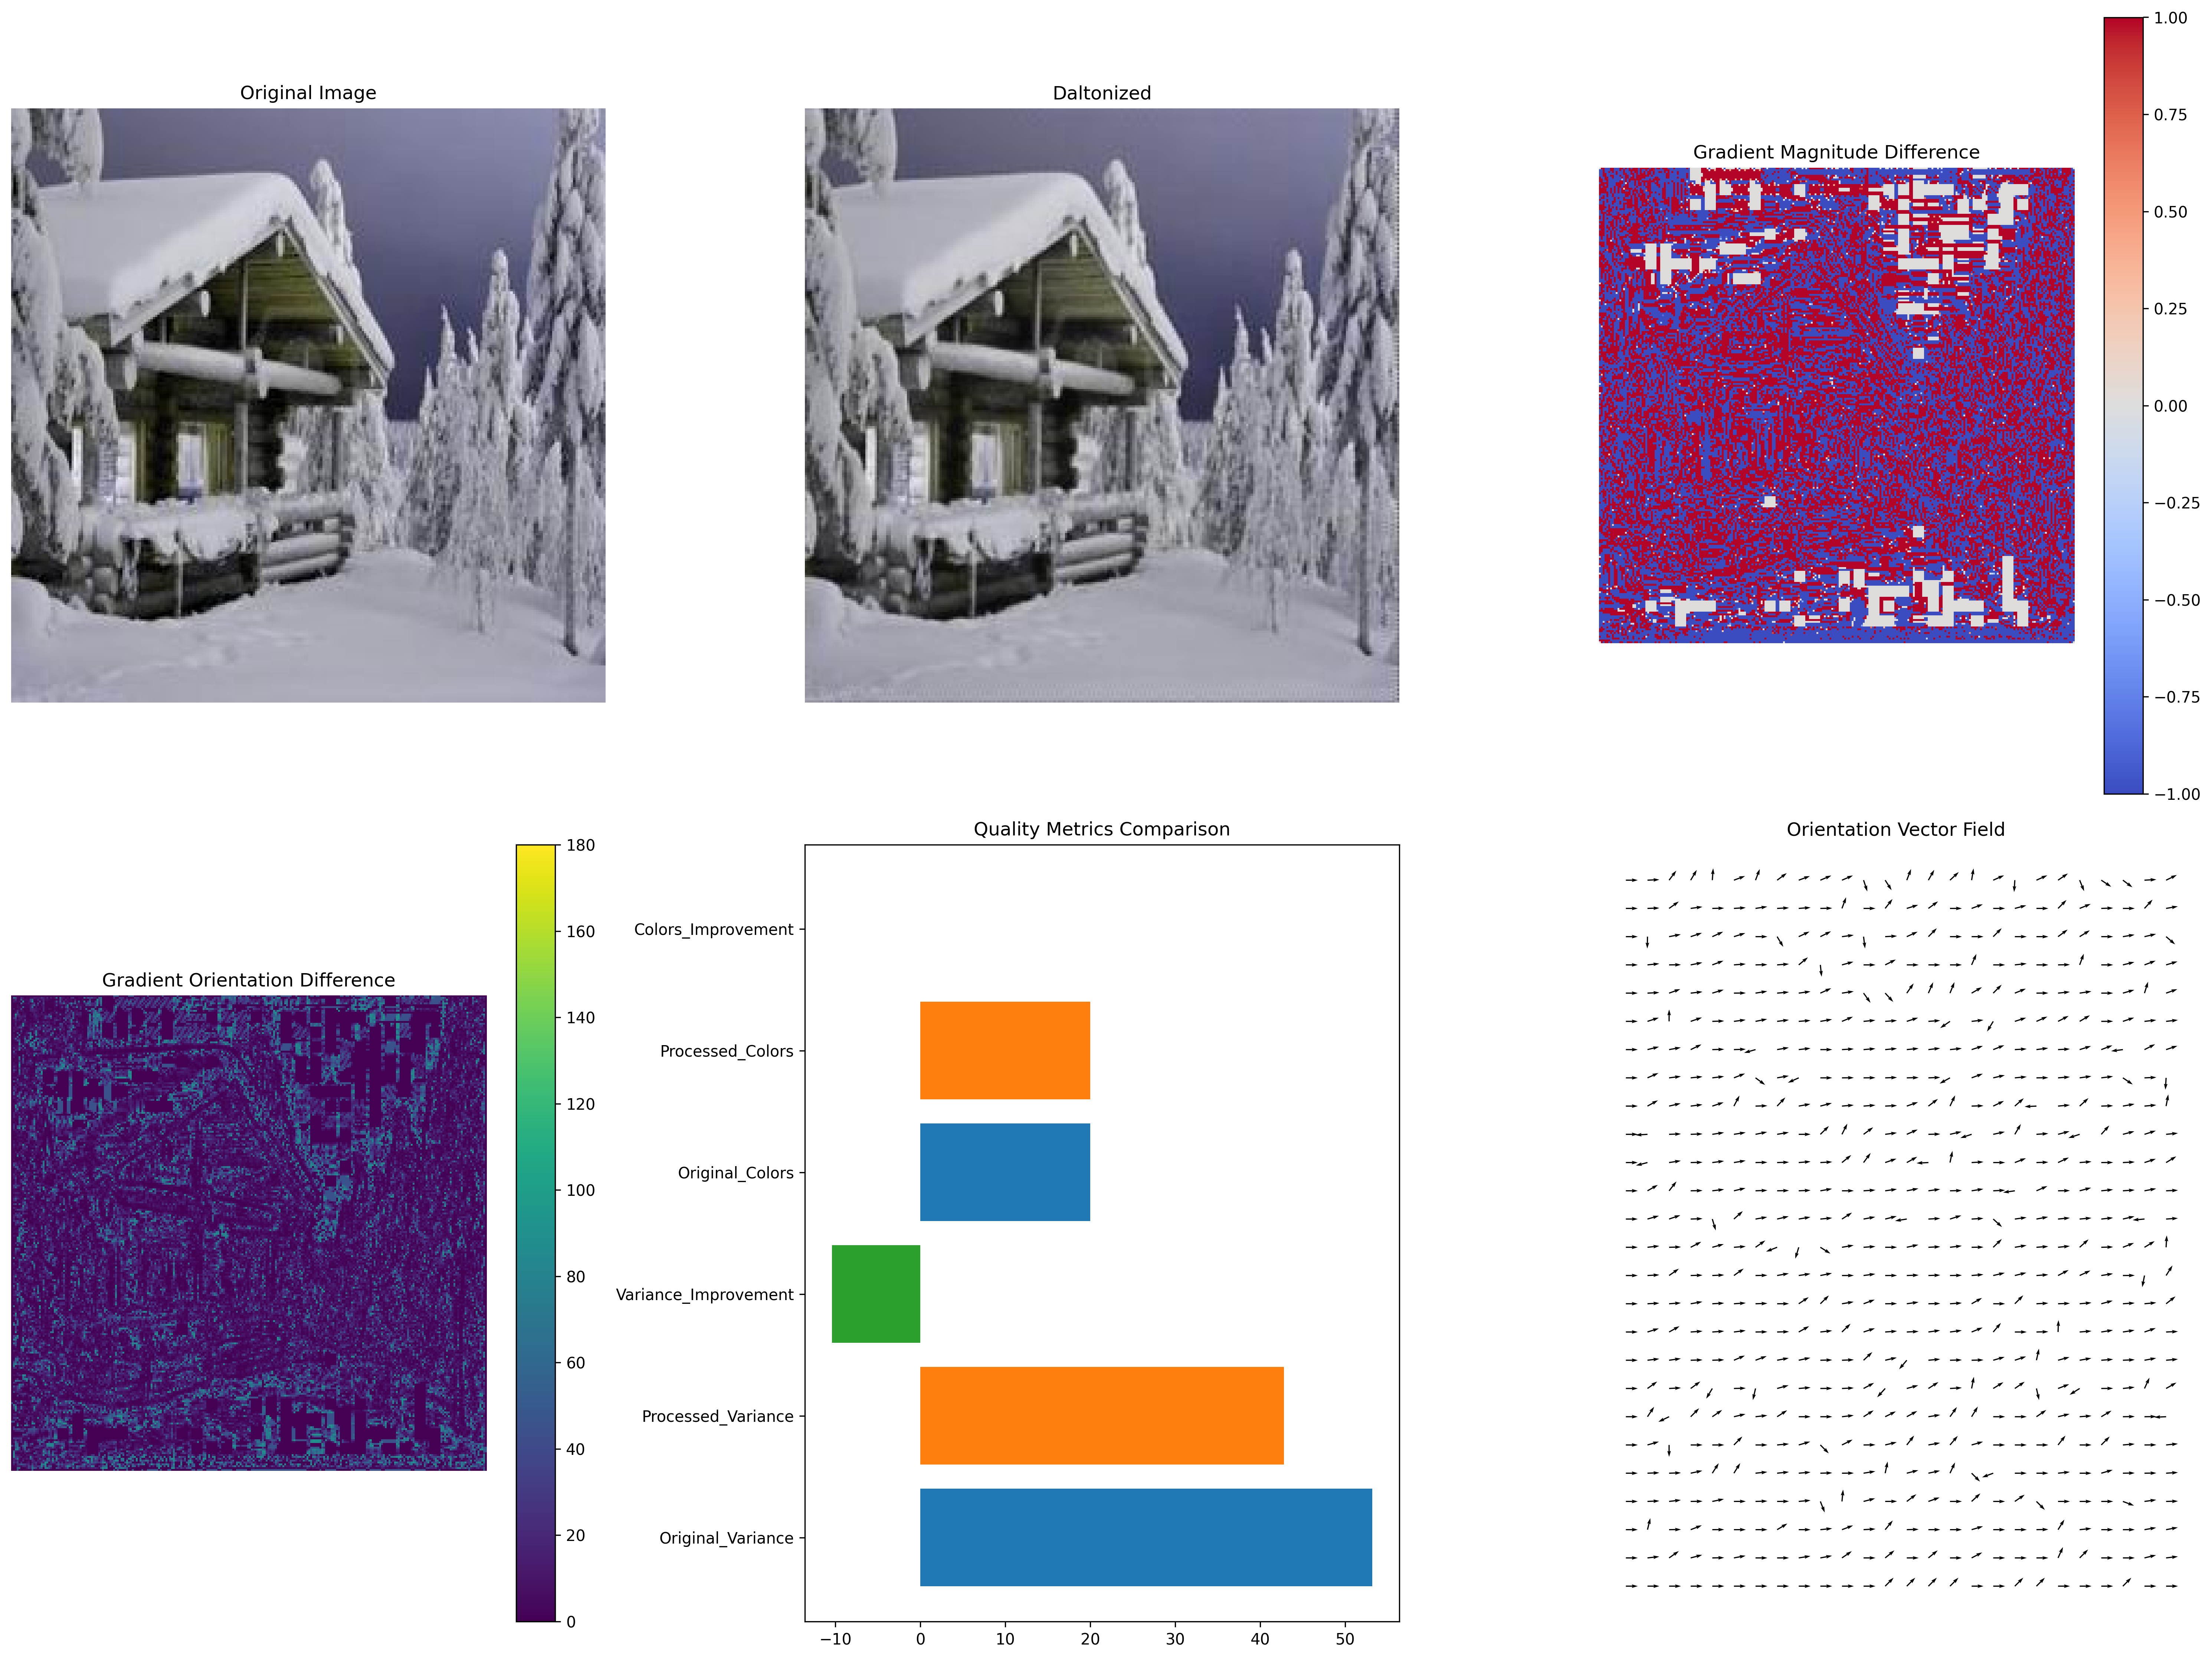 Original Image
Daltonized
Gradient Magnitude Difference
1.00
0.75
0.50
0.25
0.00
−0.25
−0.50
−0.75
−1.00
Gradient Orientation Difference
180
160
140
120
100
80
60
40
20
0
Quality Metrics Comparison
Colors_Improvement
Processed_Colors
Original_Colors
Variance_Improvement
Processed_Variance
Original_Variance
−10 0 10 20 30 40 50
Orientation Vector Field